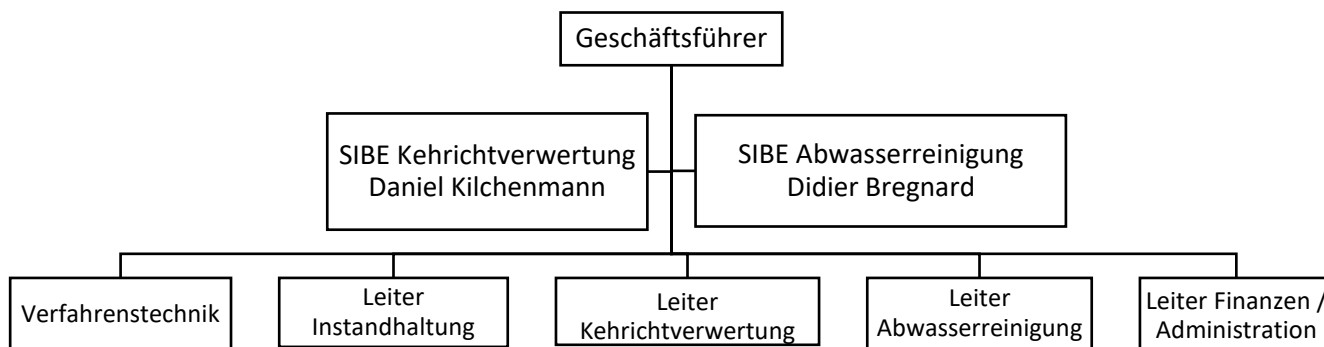 Geschäftsführer
SIBE Kehrichtverwertung
Daniel Kilchenmann
SIBE Abwasserreinigung
Didier Bregnard
Verfahrenstechnik
Leiter
Instandhaltung
Leiter
Kehrichtverwertung
Leiter
Abwasserreinigung
Leiter Finanzen /
Administration